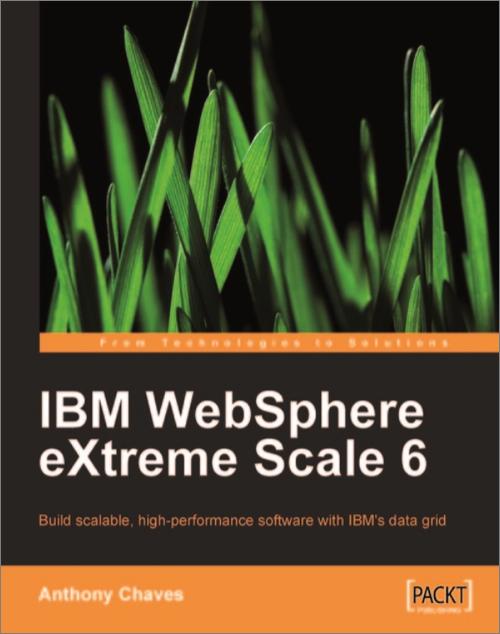 From Technologies to Solutions
IBM WebSphere
eXtreme Scale 6
Build scalable, high-performance software with IBM's data grid
Anthony Chaves
PACKT
PUBLISHING